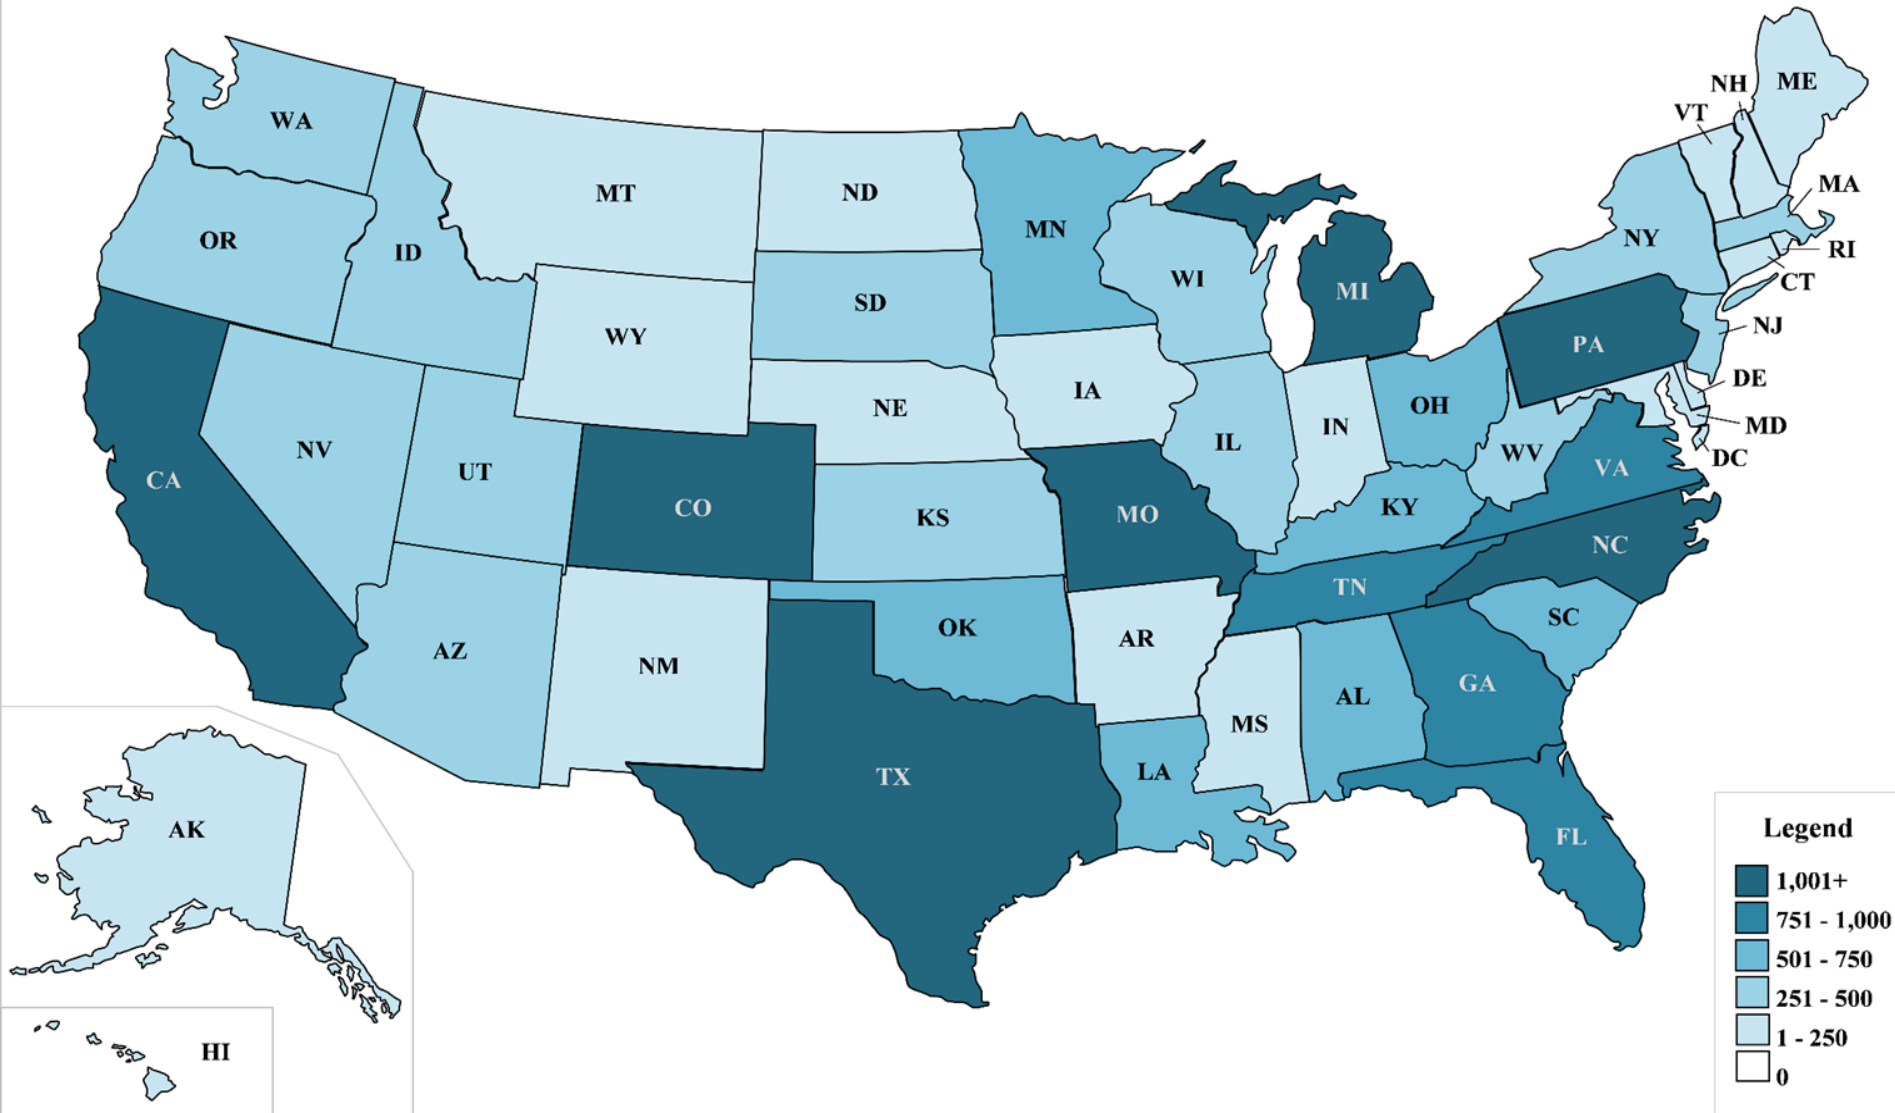 ME
NH
VT
WA
MA
MT
ND
OR
MN
NY
RI
ID
WI
CT
MI
SD
NJ
WY
PA
DE
IA
NE
OH
MD
IN
IL
NV
WV
DC
UT
VA
CA
CO
KY
MO
KS
NC
TN
SC
OK
AR
AZ
NM
GA
AL
MS
LA
TX
AK
FL
HI
Legend
1,001+
751 - 1,000
501 - 750
251 - 500
1 - 250
0